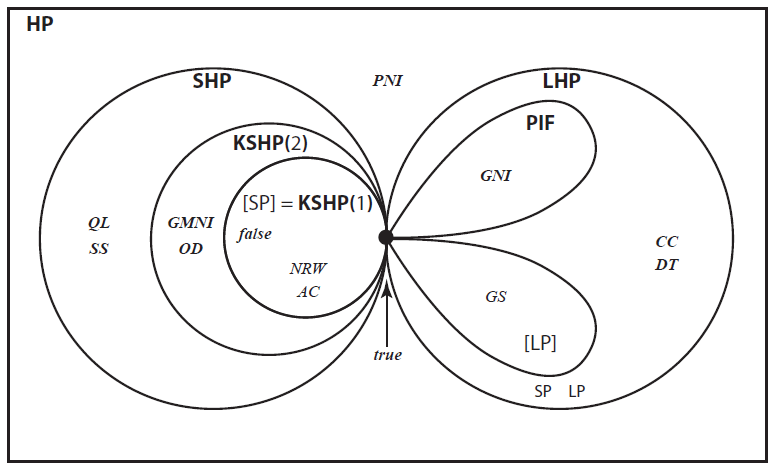 HP
SHP
PNI
LHP
PIF
KSHP(2)
GNI
[SP] = KSHP(1)
QL
SS
GMNI
OD
false
CC
DT
NRW
AC
GS
[LP]
true
SP LP